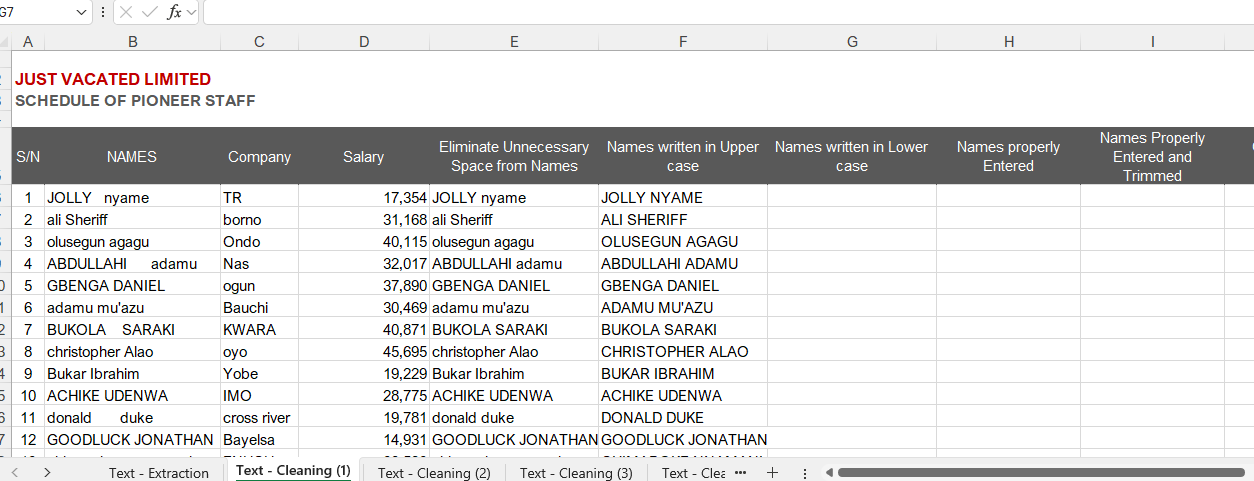 G7 fx
A B C D E F G H I
JUST VACATED LIMITED
SCHEDULE OF PIONEER STAFF
S/N NAMES Company Salary Eliminate Unnecessary Space from Names Names written in Upper case Names written in Lower case Names properly Entered Names Properly Entered and Trimmed
1 JOLLY   nyame TR 17,354 JOLLY nyame JOLLY NYAME
2 ali Sheriff borno 31,168 ali Sheriff ALI SHERIFF
3 olusegun agagu Ondo 40,115 olusegun agagu OLUSEGUN AGAGU
4 ABDULLAHI      adamu Nas 32,017 ABDULLAHI adamu ABDULLAHI ADAMU
5 GBENGA DANIEL ogun 37,890 GBENGA DANIEL GBENGA DANIEL
6 adamu mu'azu Bauchi 30,469 adamu mu'azu ADAMU MU'AZU
7 BUKOLA    SARAKI KWARA 40,871 BUKOLA SARAKI BUKOLA SARAKI
8 christopher Alao oyo 45,695 christopher Alao CHRISTOPHER ALAO
9 Bukar Ibrahim Yobe 19,229 Bukar Ibrahim BUKAR IBRAHIM
10 ACHIKE UDENWA IMO 28,775 ACHIKE UDENWA ACHIKE UDENWA
11 donald       duke cross river 19,781 donald duke DONALD DUKE
12 GOODLUCK JONATHAN Bayelsa 14,931 GOODLUCK JONATHAN GOODLUCK JONATHAN
Text - Extraction Text - Cleaning (1) Text - Cleaning (2) Text - Cleaning (3) Text - Clea